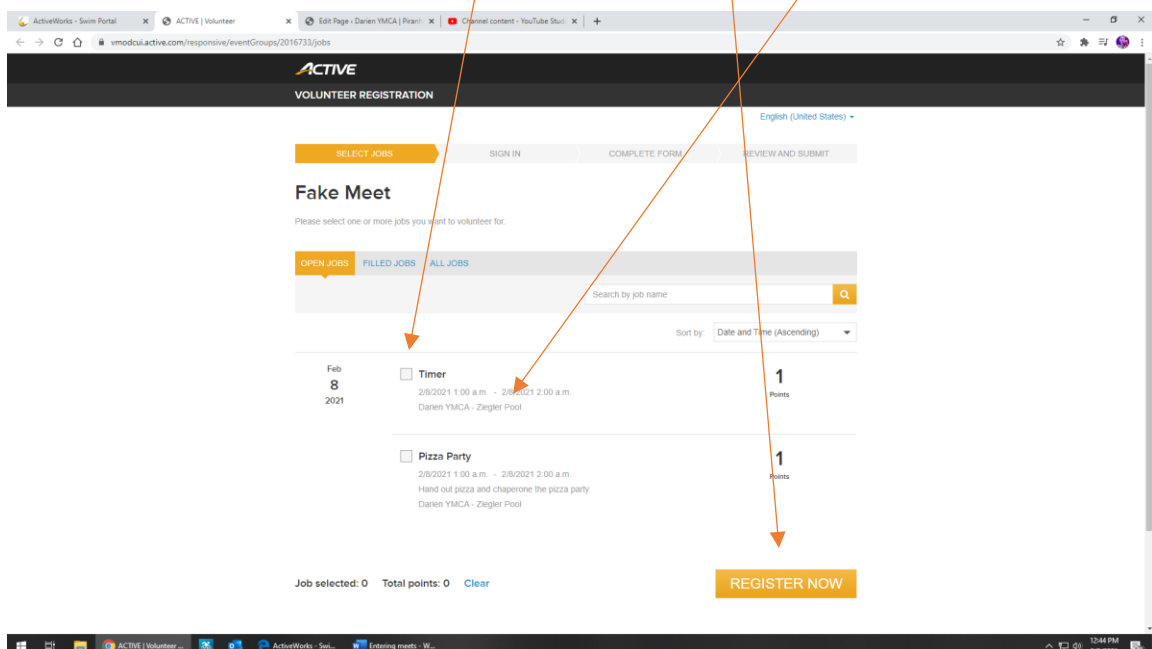 ActiveWorks - Swim Portal
ACTIVE | Volunteer
Edit Page ‹ Darien YMCA | Piranh
Channel content - YouTube Stud
vmodcui.active.com/responsive/eventGroups/2016733/jobs
ACTIVE
VOLUNTEER REGISTRATION
English (United States)
SELECT JOBS SIGN IN COMPLETE FORM REVIEW AND SUBMIT
Fake Meet
Please select one or more jobs you want to volunteer for.
OPEN JOBS FILLED JOBS ALL JOBS
Search by job name
Sort by: Date and Time (Ascending)
Feb
8
2021
Timer
2/8/2021 1:00 a.m. - 2/8/2021 2:00 a.m.
Darien YMCA - Ziegler Pool
1
Points
Pizza Party
2/8/2021 1:00 a.m. - 2/8/2021 2:00 a.m.
Hand out pizza and chaperone the pizza party
Darien YMCA - Ziegler Pool
1
Points
Job selected: 0 Total points: 0 Clear
REGISTER NOW
ACTIVE | Volunteer ...
ActiveWorks - Swi...
Entering meets - W...
12:44 PM